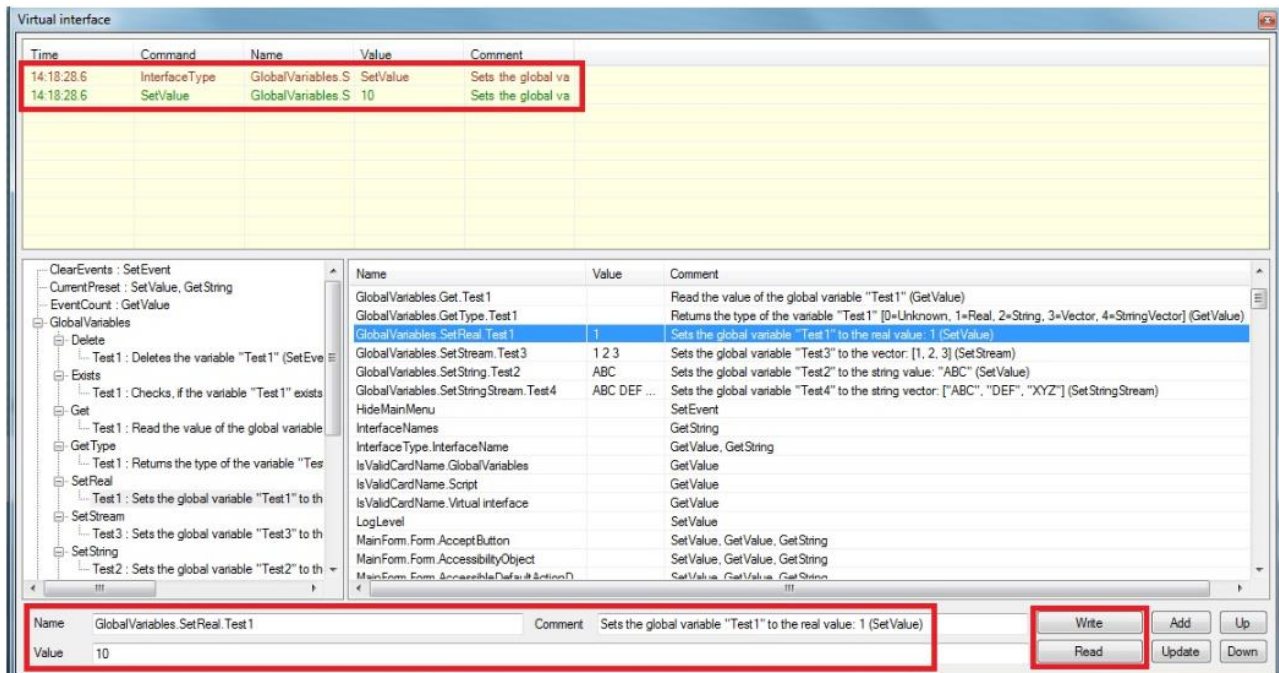 Virtual interface
Time Command Name Value Comment
14:18:28.6 InterfaceType GlobalVariables.S SetValue Sets the global va
14:18:28.6 SetValue GlobalVariables.S 10 Sets the global va
ClearEvents : SetEvent
CurrentPreset : SetValue, GetString
EventCount : GetValue
GlobalVariables
Delete
Test1 : Deletes the variable "Test1" (SetEve
Exists
Test1 : Checks, if the variable "Test1" exists
Get
Test1 : Read the value of the global variable
GetType
Test1 : Returns the type of the variable "Tes
SetReal
Test1 : Sets the global variable "Test1" to th
SetStream
Test3 : Sets the global variable "Test3" to th
SetString
Test2 : Sets the global variable "Test2" to th
Name Value Comment
GlobalVariables.Get.Test1 Read the value of the global variable "Test1" (GetValue)
GlobalVariables.GetType.Test1 Returns the type of the variable "Test1" [0=Unknown, 1=Real, 2=String, 3=Vector, 4=StringVector] (GetValue)
GlobalVariables.SetReal.Test1 1 Sets the global variable "Test1" to the real value: 1 (SetValue)
GlobalVariables.SetStream.Test3 1 2 3 Sets the global variable "Test3" to the vector: [1, 2, 3] (SetStream)
GlobalVariables.SetString.Test2 ABC Sets the global variable "Test2" to the string value: "ABC" (SetValue)
GlobalVariables.SetStringStream.Test4 ABC DEF ... Sets the global variable "Test4" to the string vector: ["ABC", "DEF", "XYZ"] (SetStringStream)
HideMainMenu SetEvent
InterfaceNames GetString
InterfaceType.InterfaceName GetValue, GetString
IsValidCardName.GlobalVariables GetValue
IsValidCardName.Script GetValue
IsValidCardName.Virtual interface GetValue
LogLevel SetValue
MainForm.Form.AcceptButton SetValue, GetValue, GetString
MainForm.Form.AccessibilityObject SetValue, GetValue, GetString
MainForm.Form.AccessibleDefaultActionD SetValue, GetValue, GetString
Name GlobalVariables.SetReal.Test1 Comment Sets the global variable "Test1" to the real value: 1 (SetValue) Write Add Up
Value 10 Read Update Down